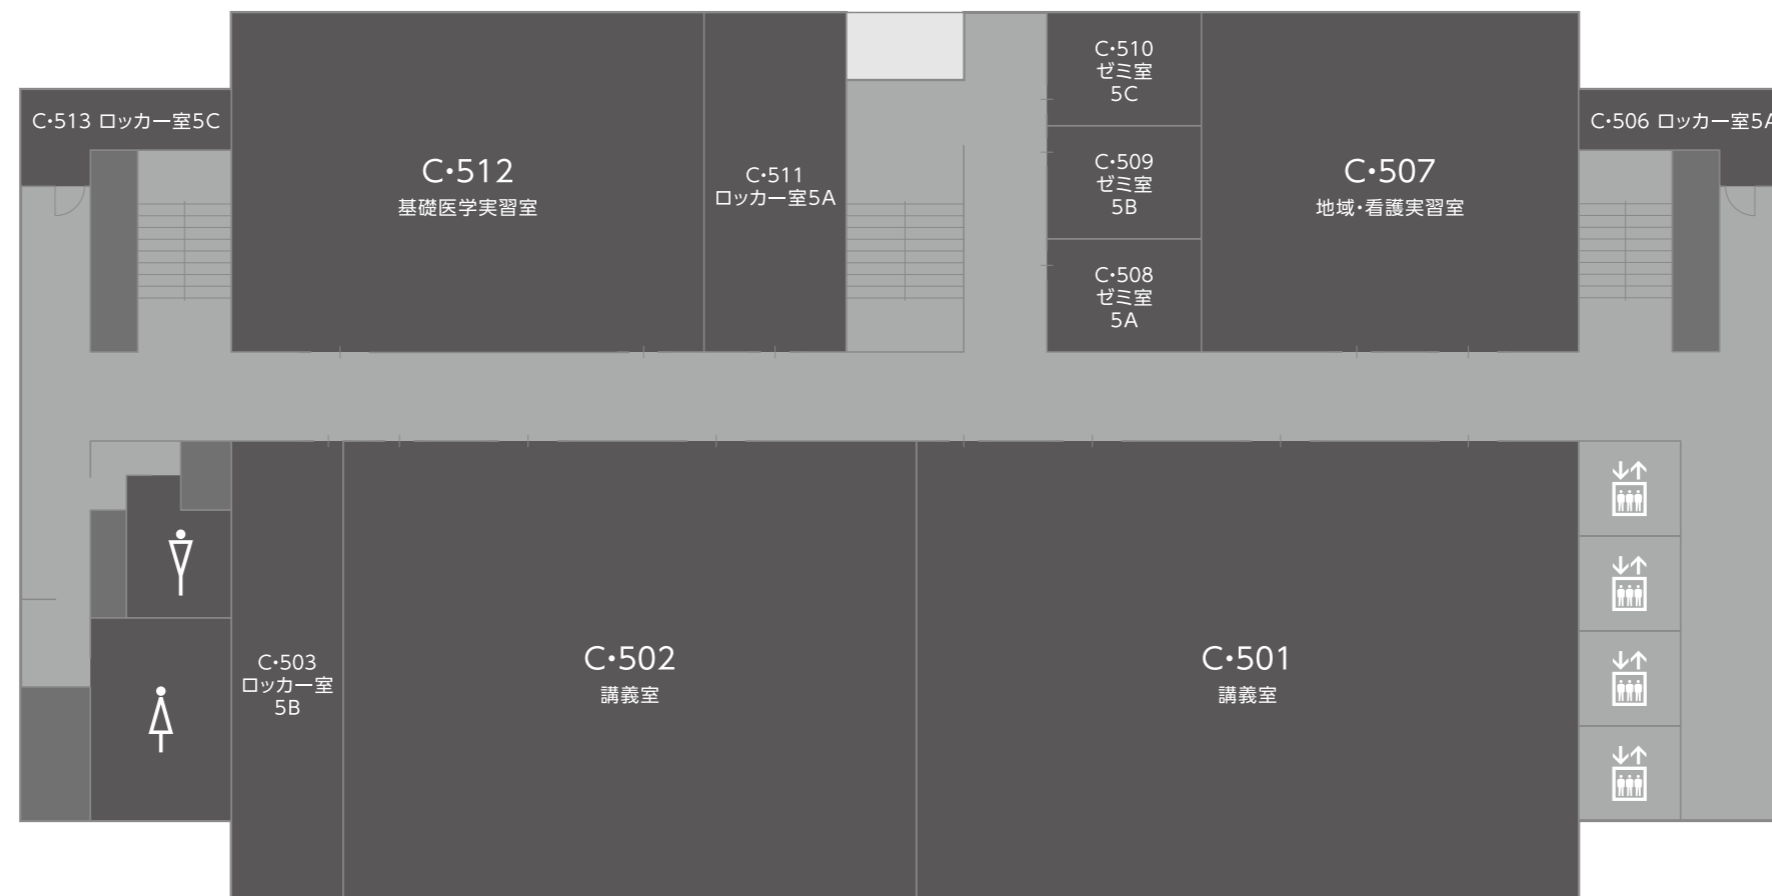 C・513 ロッカー室5C
C・512
基礎医学実習室
C・511
ロッカー室5A
C・510
ゼミ室
5C
C・509
ゼミ室
5B
C・508
ゼミ室
5A
C・507
地域・看護実習室
C・506 ロッカー室5A
C・503
ロッカー室
5B
C・502
講義室
C・501
講義室